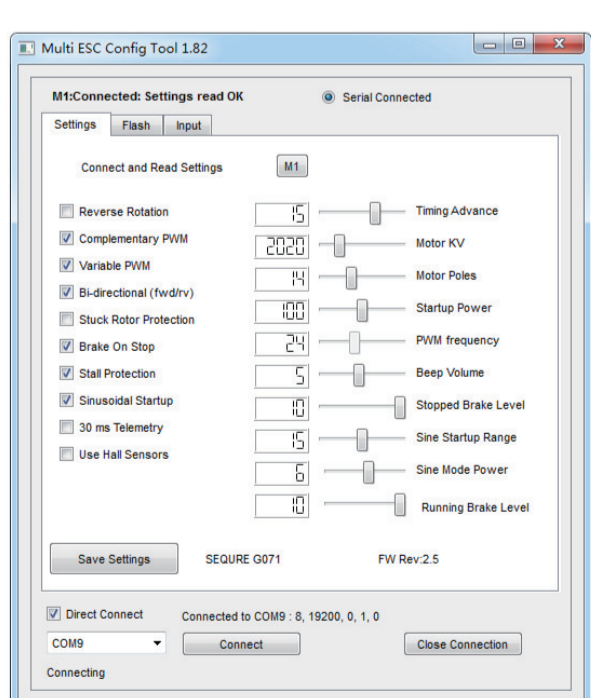 Multi ESC Config Tool 1.82
M1:Connected: Settings read OK
Serial Connected
Settings Flash Input
Connect and Read Settings M1
Reverse Rotation 15 Timing Advance
Complementary PWM 2020 Motor KV
Variable PWM 14 Motor Poles
Bi-directional (fwd/rv) 100 Startup Power
Stuck Rotor Protection
Brake On Stop 24 PWM frequency
Stall Protection 5 Beep Volume
Sinusoidal Startup 10 Stopped Brake Level
30 ms Telemetry 15 Sine Startup Range
Use Hall Sensors 6 Sine Mode Power
10 Running Brake Level
Save Settings SEQURE G071 FW Rev:2.5
Direct Connect Connected to COM9 : 8, 19200, 0, 1, 0
COM9 Connect Close Connection
Connecting